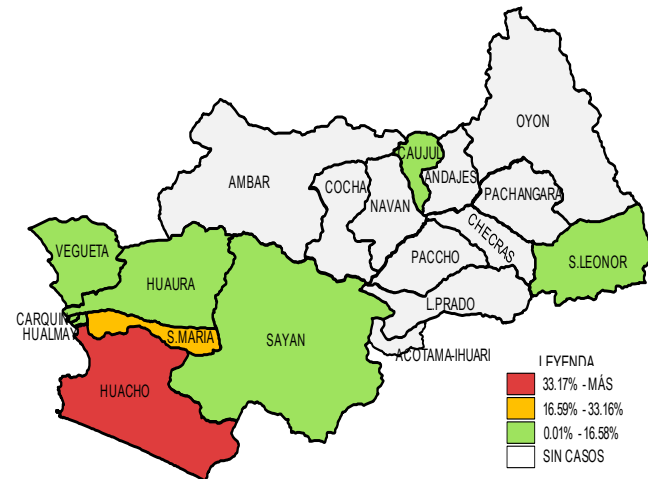 OYON
CAUJUL
ANDAJES
AMBAR
COCHA
NAVAN
PACHANGARA
CHECRAS
VEGUETA
HUAURA
PACCHO
S.LEONOR
L.PRADO
CARQUIN
HUALMAY
S.MARIA
SAYAN
ACOTAMA-IHUARI
HUACHO
LEYENDA
33.17% - MÁS
16.59% - 33.16%
0.01% - 16.58%
SIN CASOS